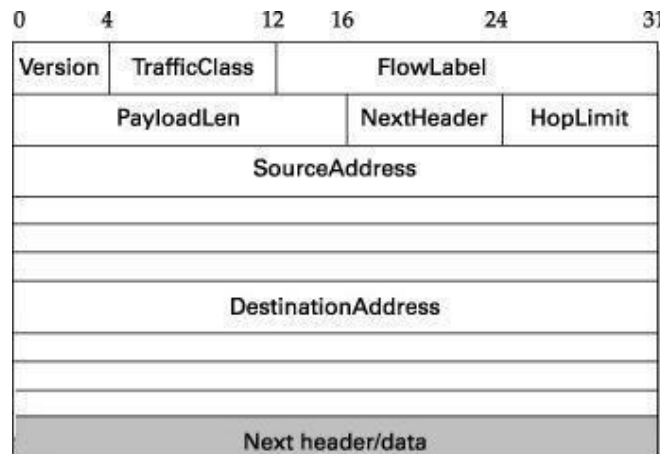 0 4 12 16 24 31
Version TrafficClass FlowLabel
PayloadLen NextHeader HopLimit
SourceAddress
DestinationAddress
Next header/data